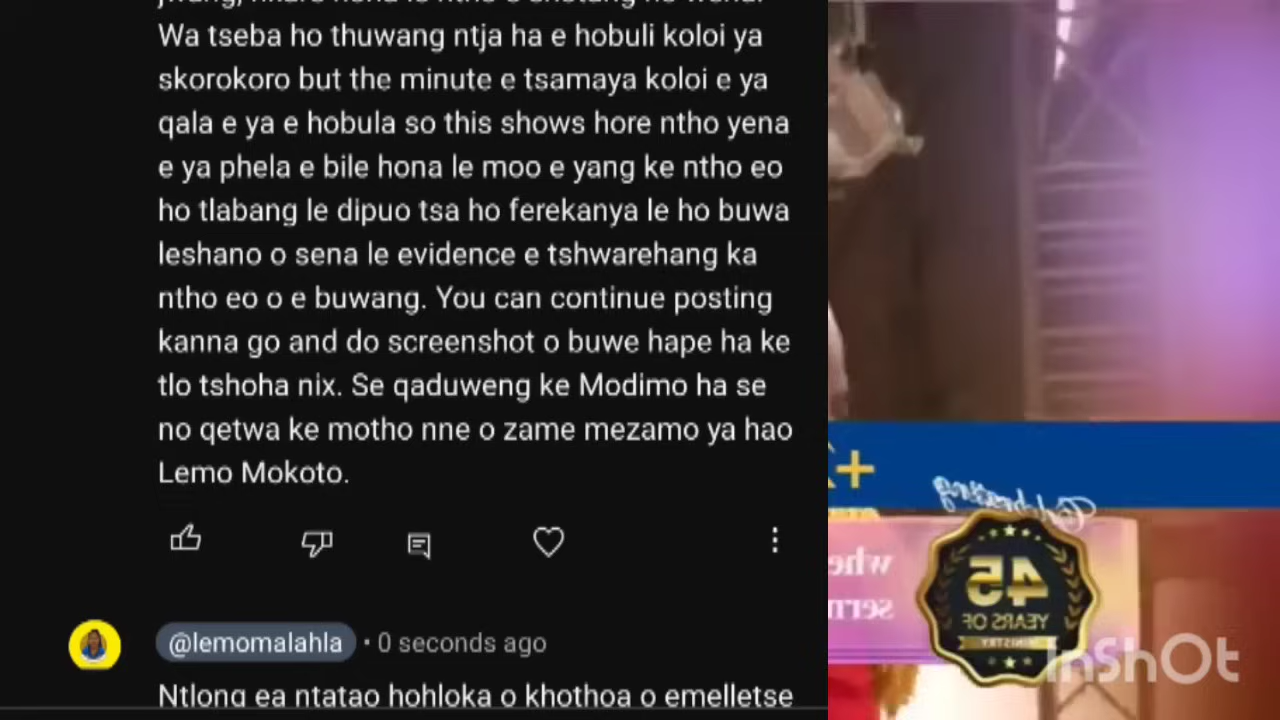 Wa tseba ho thuwang ntja ha e hobuli koloi ya
skorokoro but the minute e tsamaya koloi e ya
qala e ya e hobula so this shows hore ntho yena
e ya phela e bile hona le moo e yang ke ntho eo
ho tlabang le dipuo tsa ho ferekanya le ho buwa
leshano o sena le evidence e tshwarehang ka
ntho eo o e buwang. You can continue posting
kanna go and do screenshot o buwe hape ha ke
tlo tshoha nix. Se qaduweng ke Modimo ha se
no qetwa ke motho nne o zame mezamo ya hao
Lemo Mokoto.
@lemomalahla • 0 seconds ago
Ntlong ea ntatao hohloka o khothoa o emelletse
Celebrating
45
YEARS OF
MINISTRY
InShOt